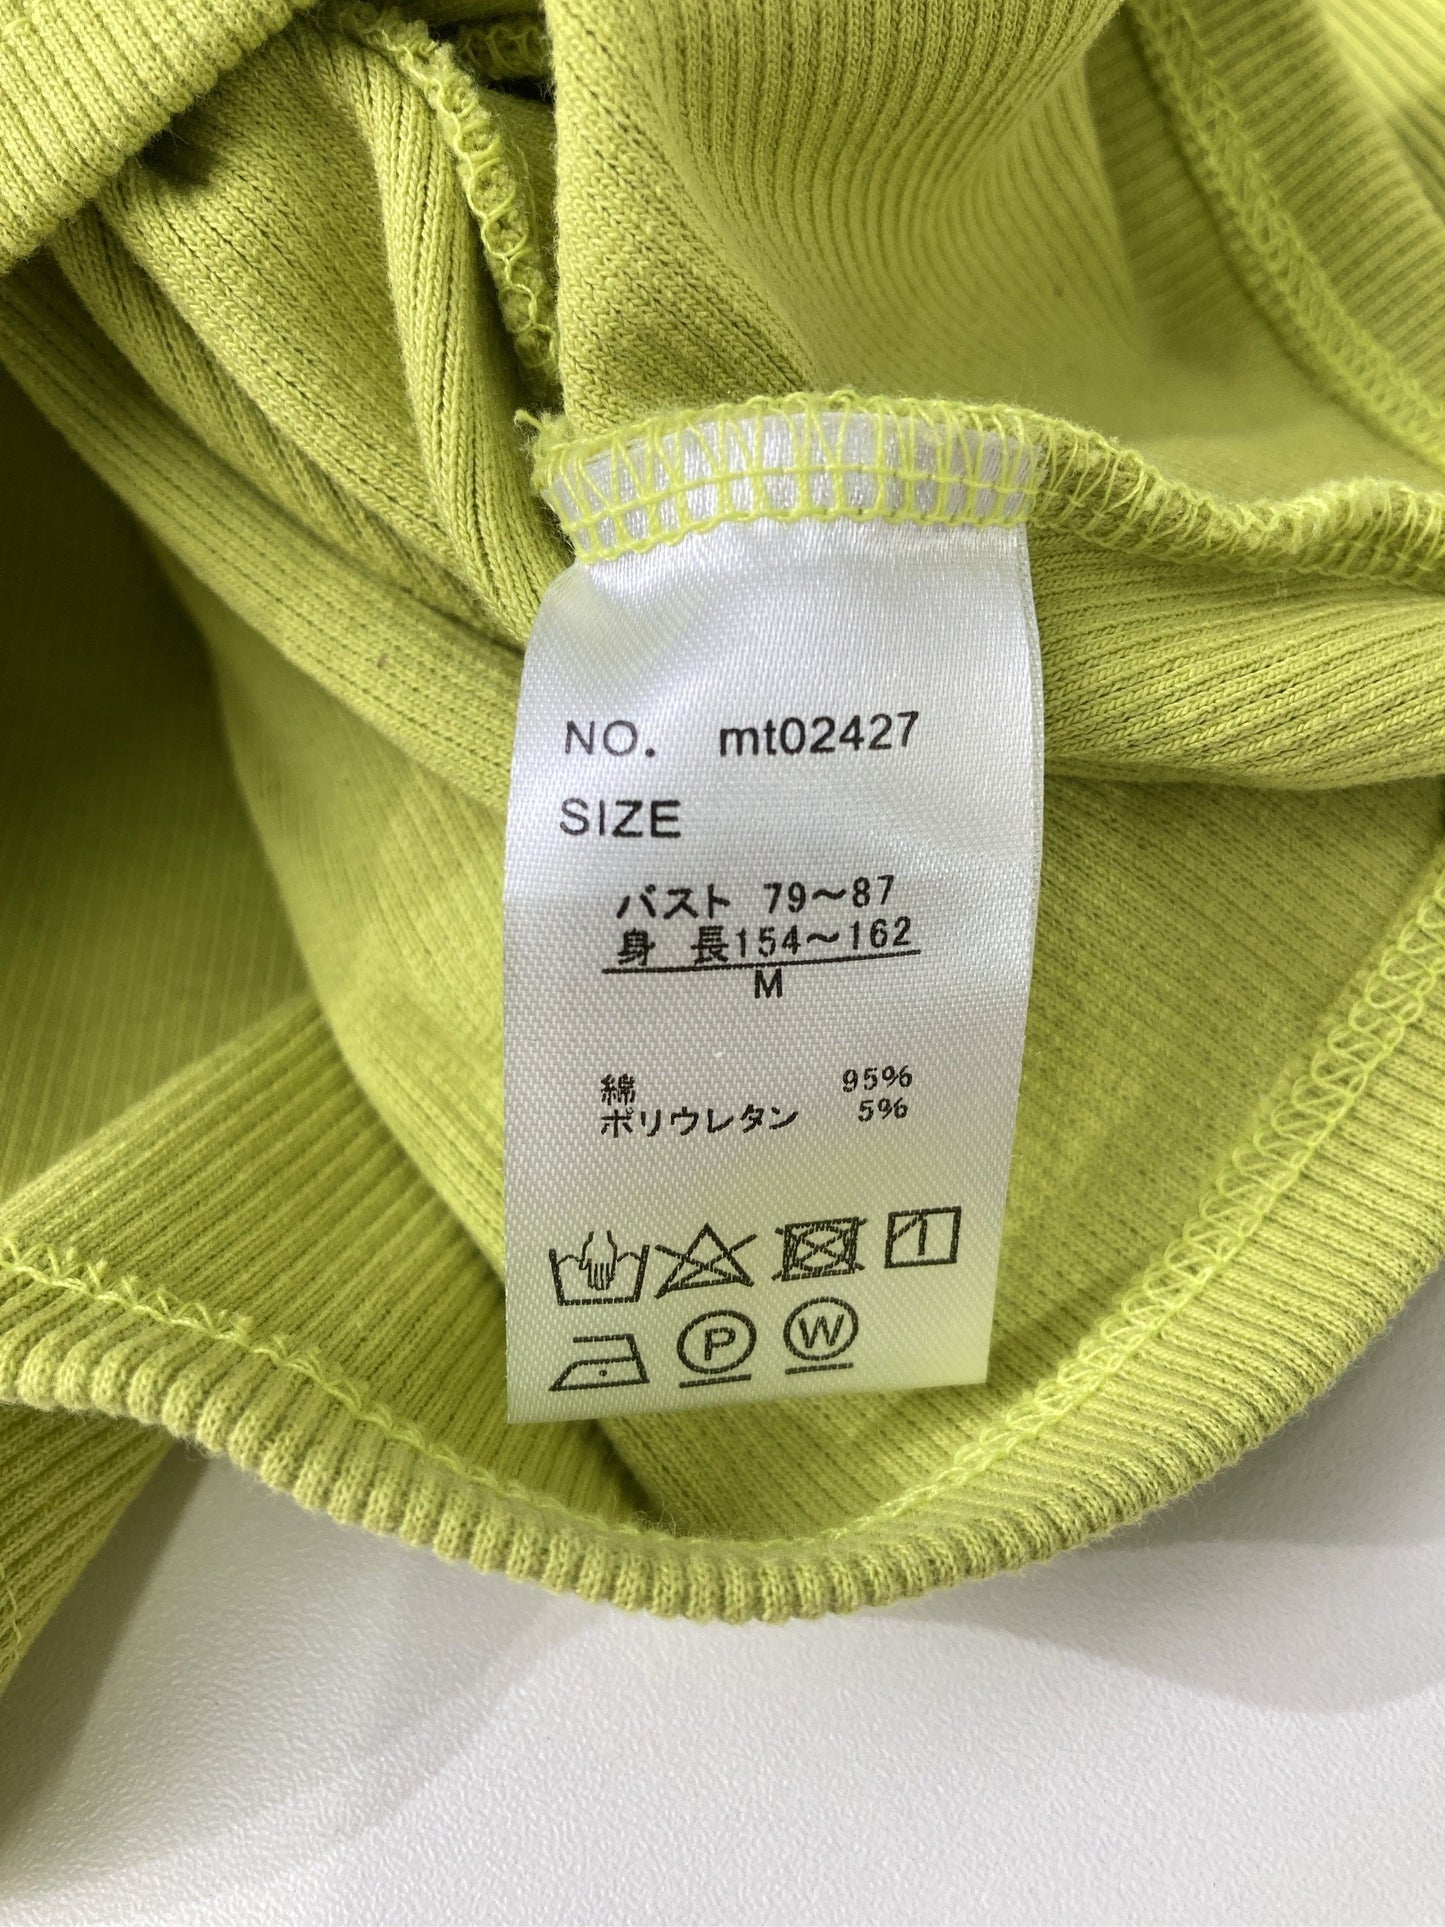 NO. mt02427
SIZE
バスト 79～87
身 長154～162
M
綿 95%
ポリウレタン 5%
P W